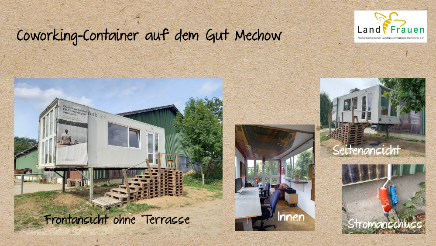 Coworking-Container auf dem Gut Mechow
Land Frauen
Frontansicht ohne Terrasse
Innen
Seitenansicht
Stromanschluss